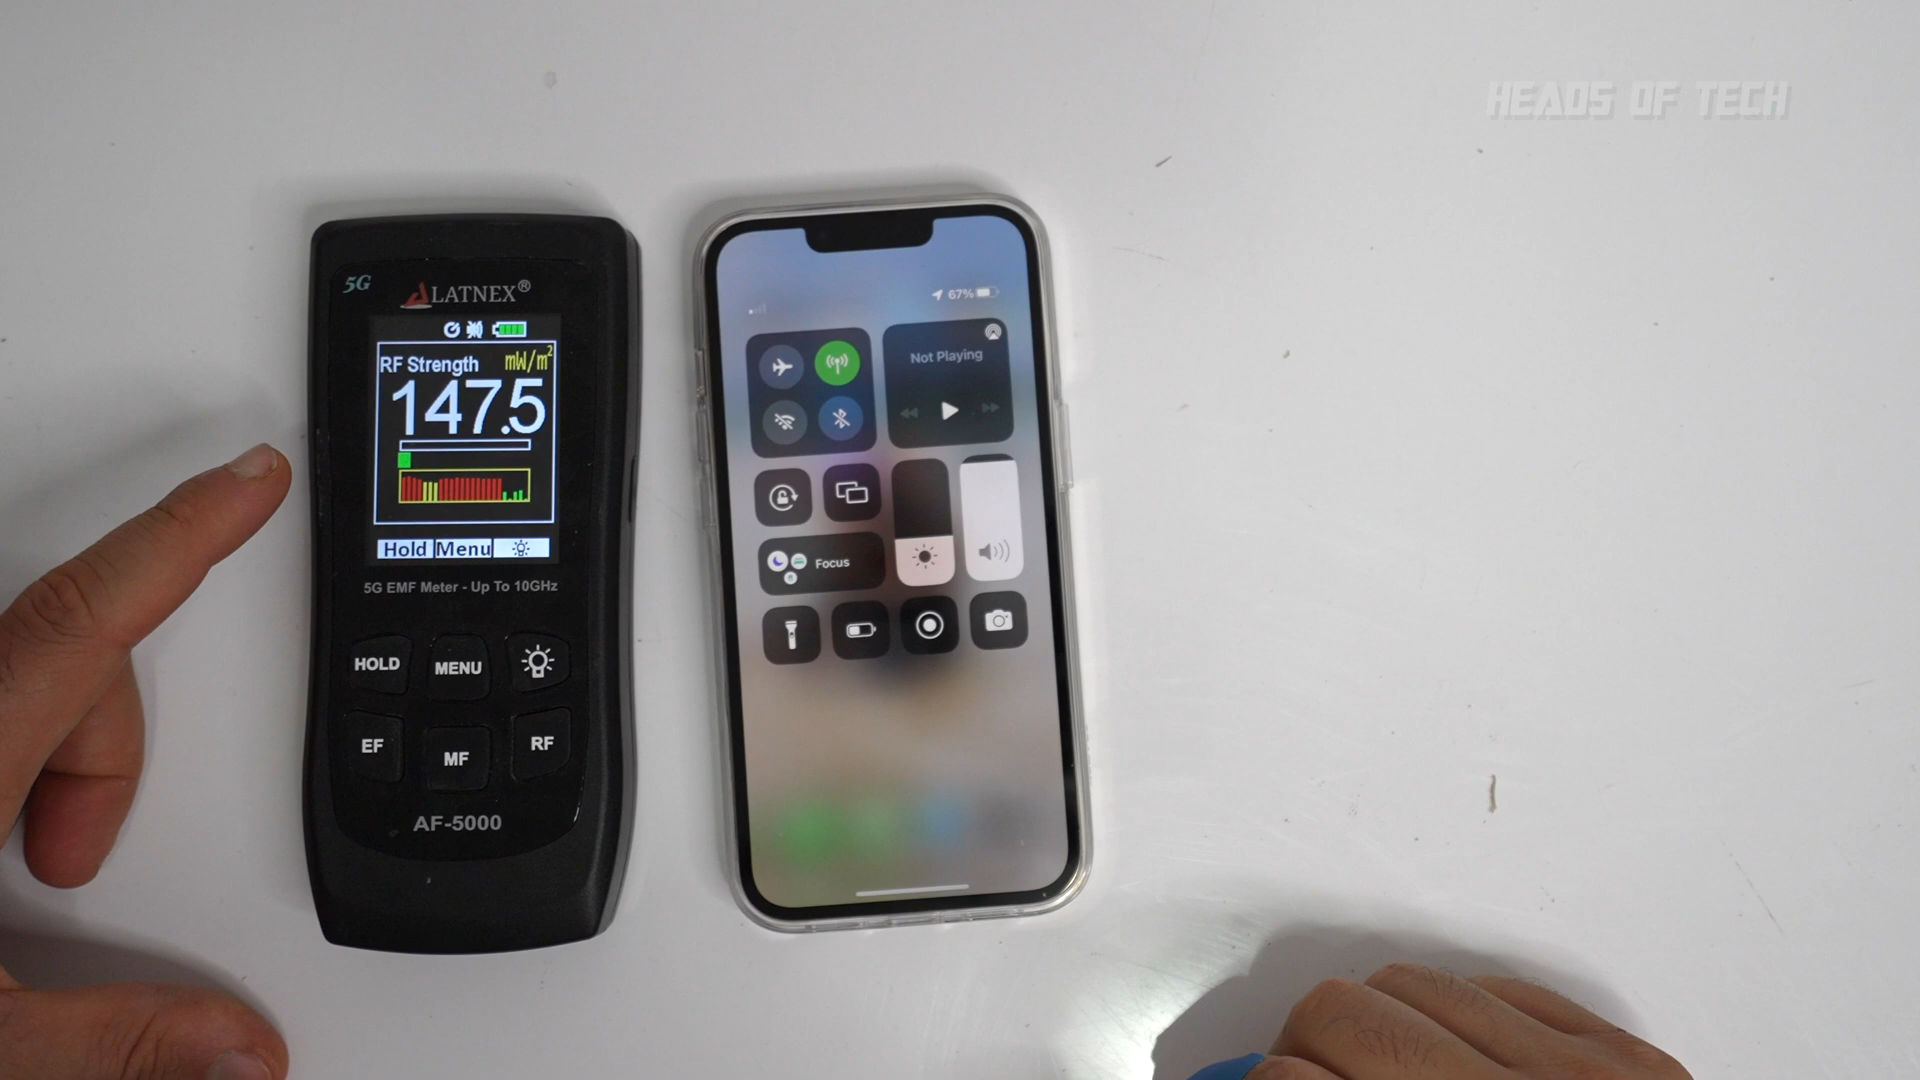 HEADS OF TECH
5G
LATNEX®
RF Strength mW/m²
147.5
Hold Menu
5G EMF Meter - Up To 10GHz
HOLD MENU
EF MF RF
AF-5000
67%
Not Playing
Focus